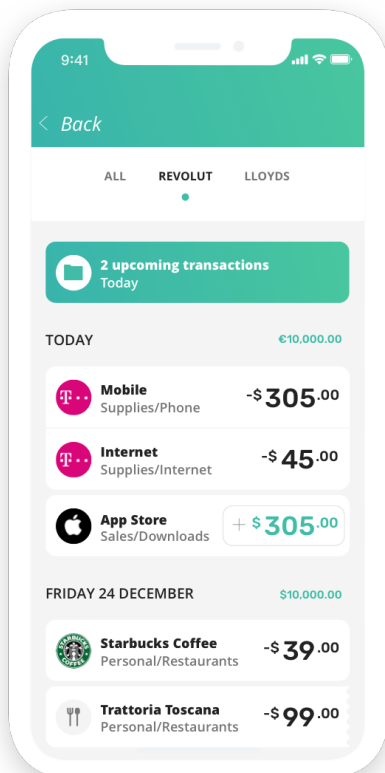 9:41
Back
ALL REVOLUT LLOYDS
2 upcoming transactions
Today
TODAY €10,000.00
T··
Mobile -$305.00
Supplies/Phone
T··
Internet -$45.00
Supplies/Internet
App Store + $305.00
Sales/Downloads
FRIDAY 24 DECEMBER $10,000.00
STARBUCKS
COFFEE
Starbucks Coffee -$39.00
Personal/Restaurants
Trattoria Toscana -$99.00
Personal/Restaurants